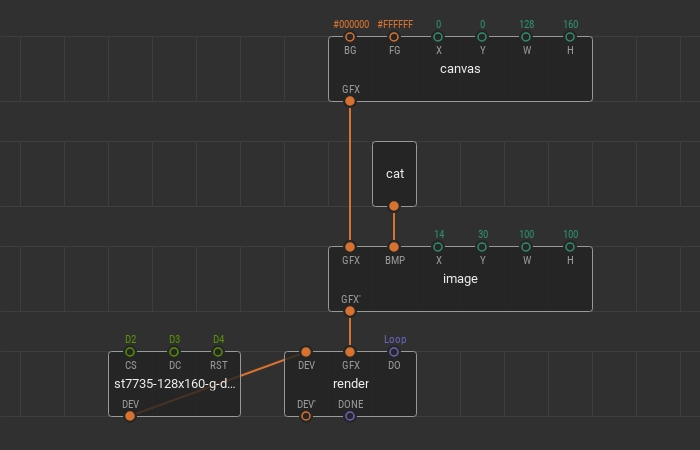 #000000 #FFFFFF 0 0 128 160
BG FG X Y W H
canvas
GFX
cat
14 30 100 100
GFX BMP X Y W H
image
GFX'
D2 D3 D4 Loop
CS DC RST DEV GFX DO
st7735-128x160-g-d... render
DEV DEV' DONE